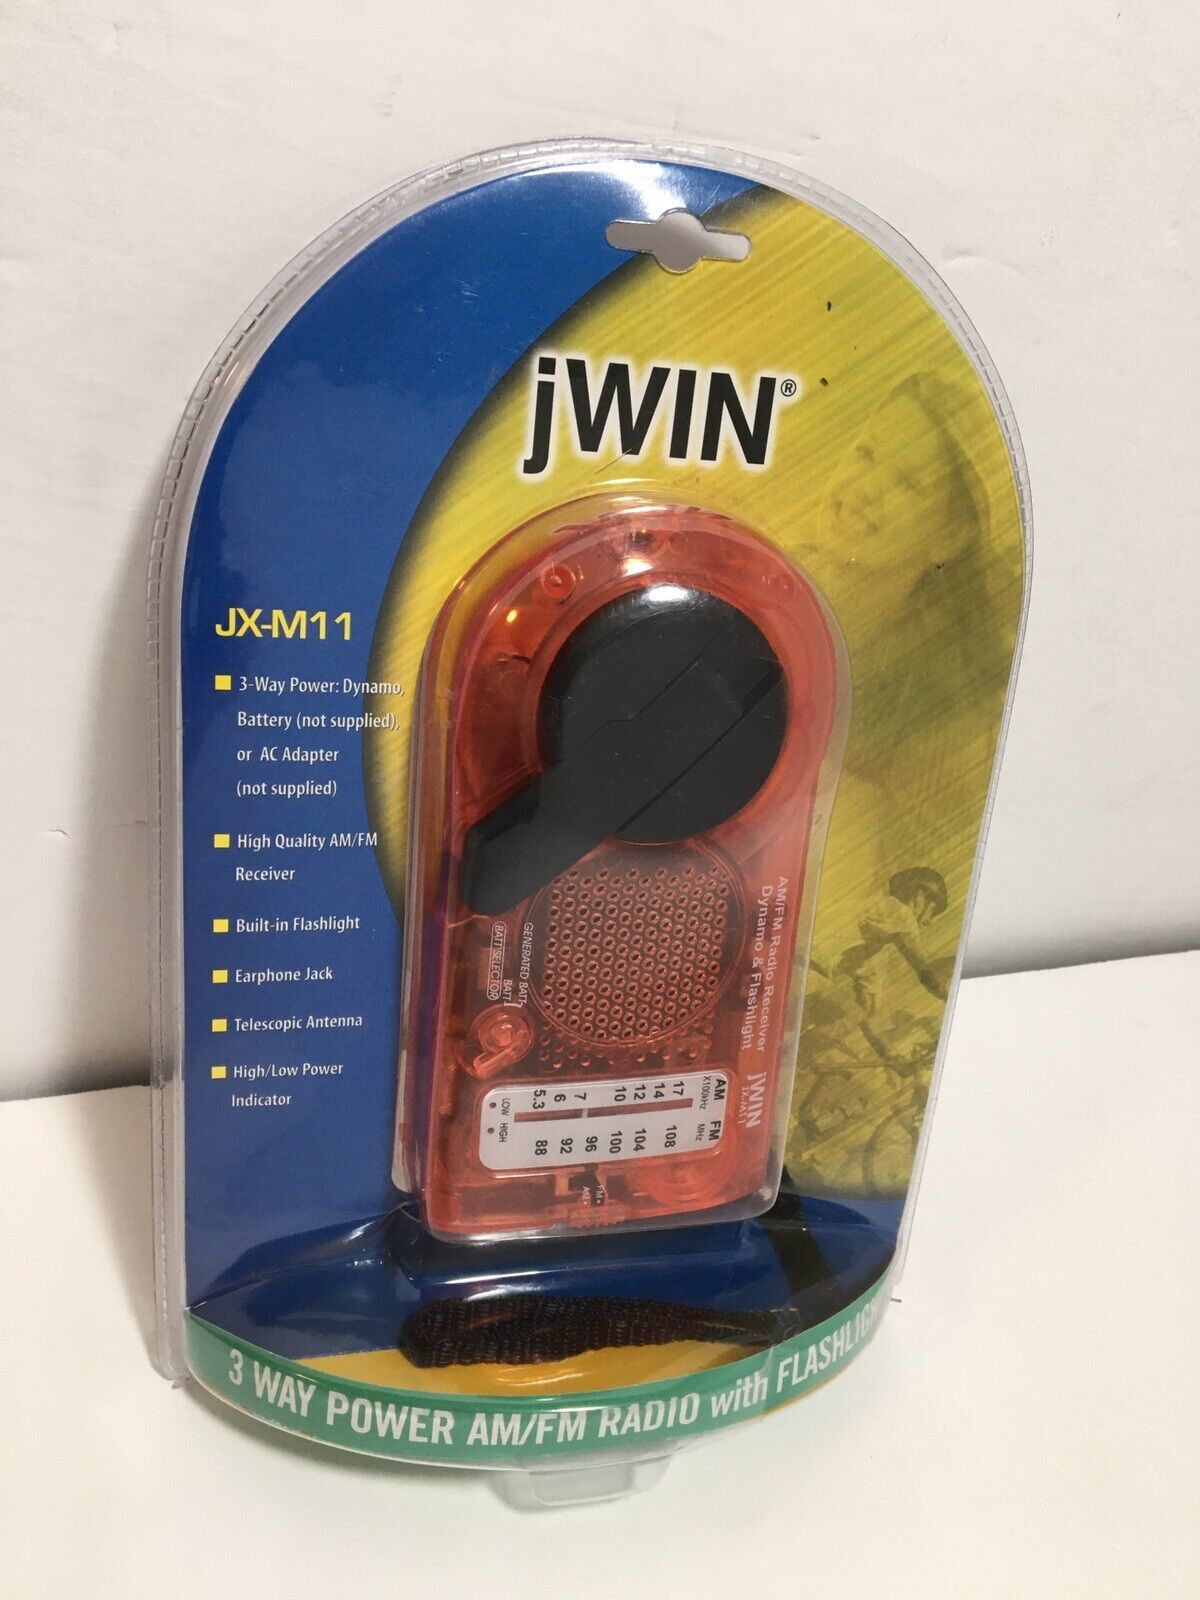 jWIN®
JX-M11
3-Way Power: Dynamo,
Battery (not supplied),
or AC Adapter
(not supplied)
High Quality AM/FM
Receiver
Built-in Flashlight
Earphone Jack
Telescopic Antenna
High/Low Power
Indicator
AM/FM Radio Receiver
Dynamo & Flashlight
jWIN
JX-M11
GENERATED BATT
BATT
BATT SELECTOR
AM FM
X100kHz MHz
17 108
14
12 104
10 100
7 96
6 92
5.3 88
LOW HIGH
FM
AM
3 WAY POWER AM/FM RADIO with FLASHLIGH